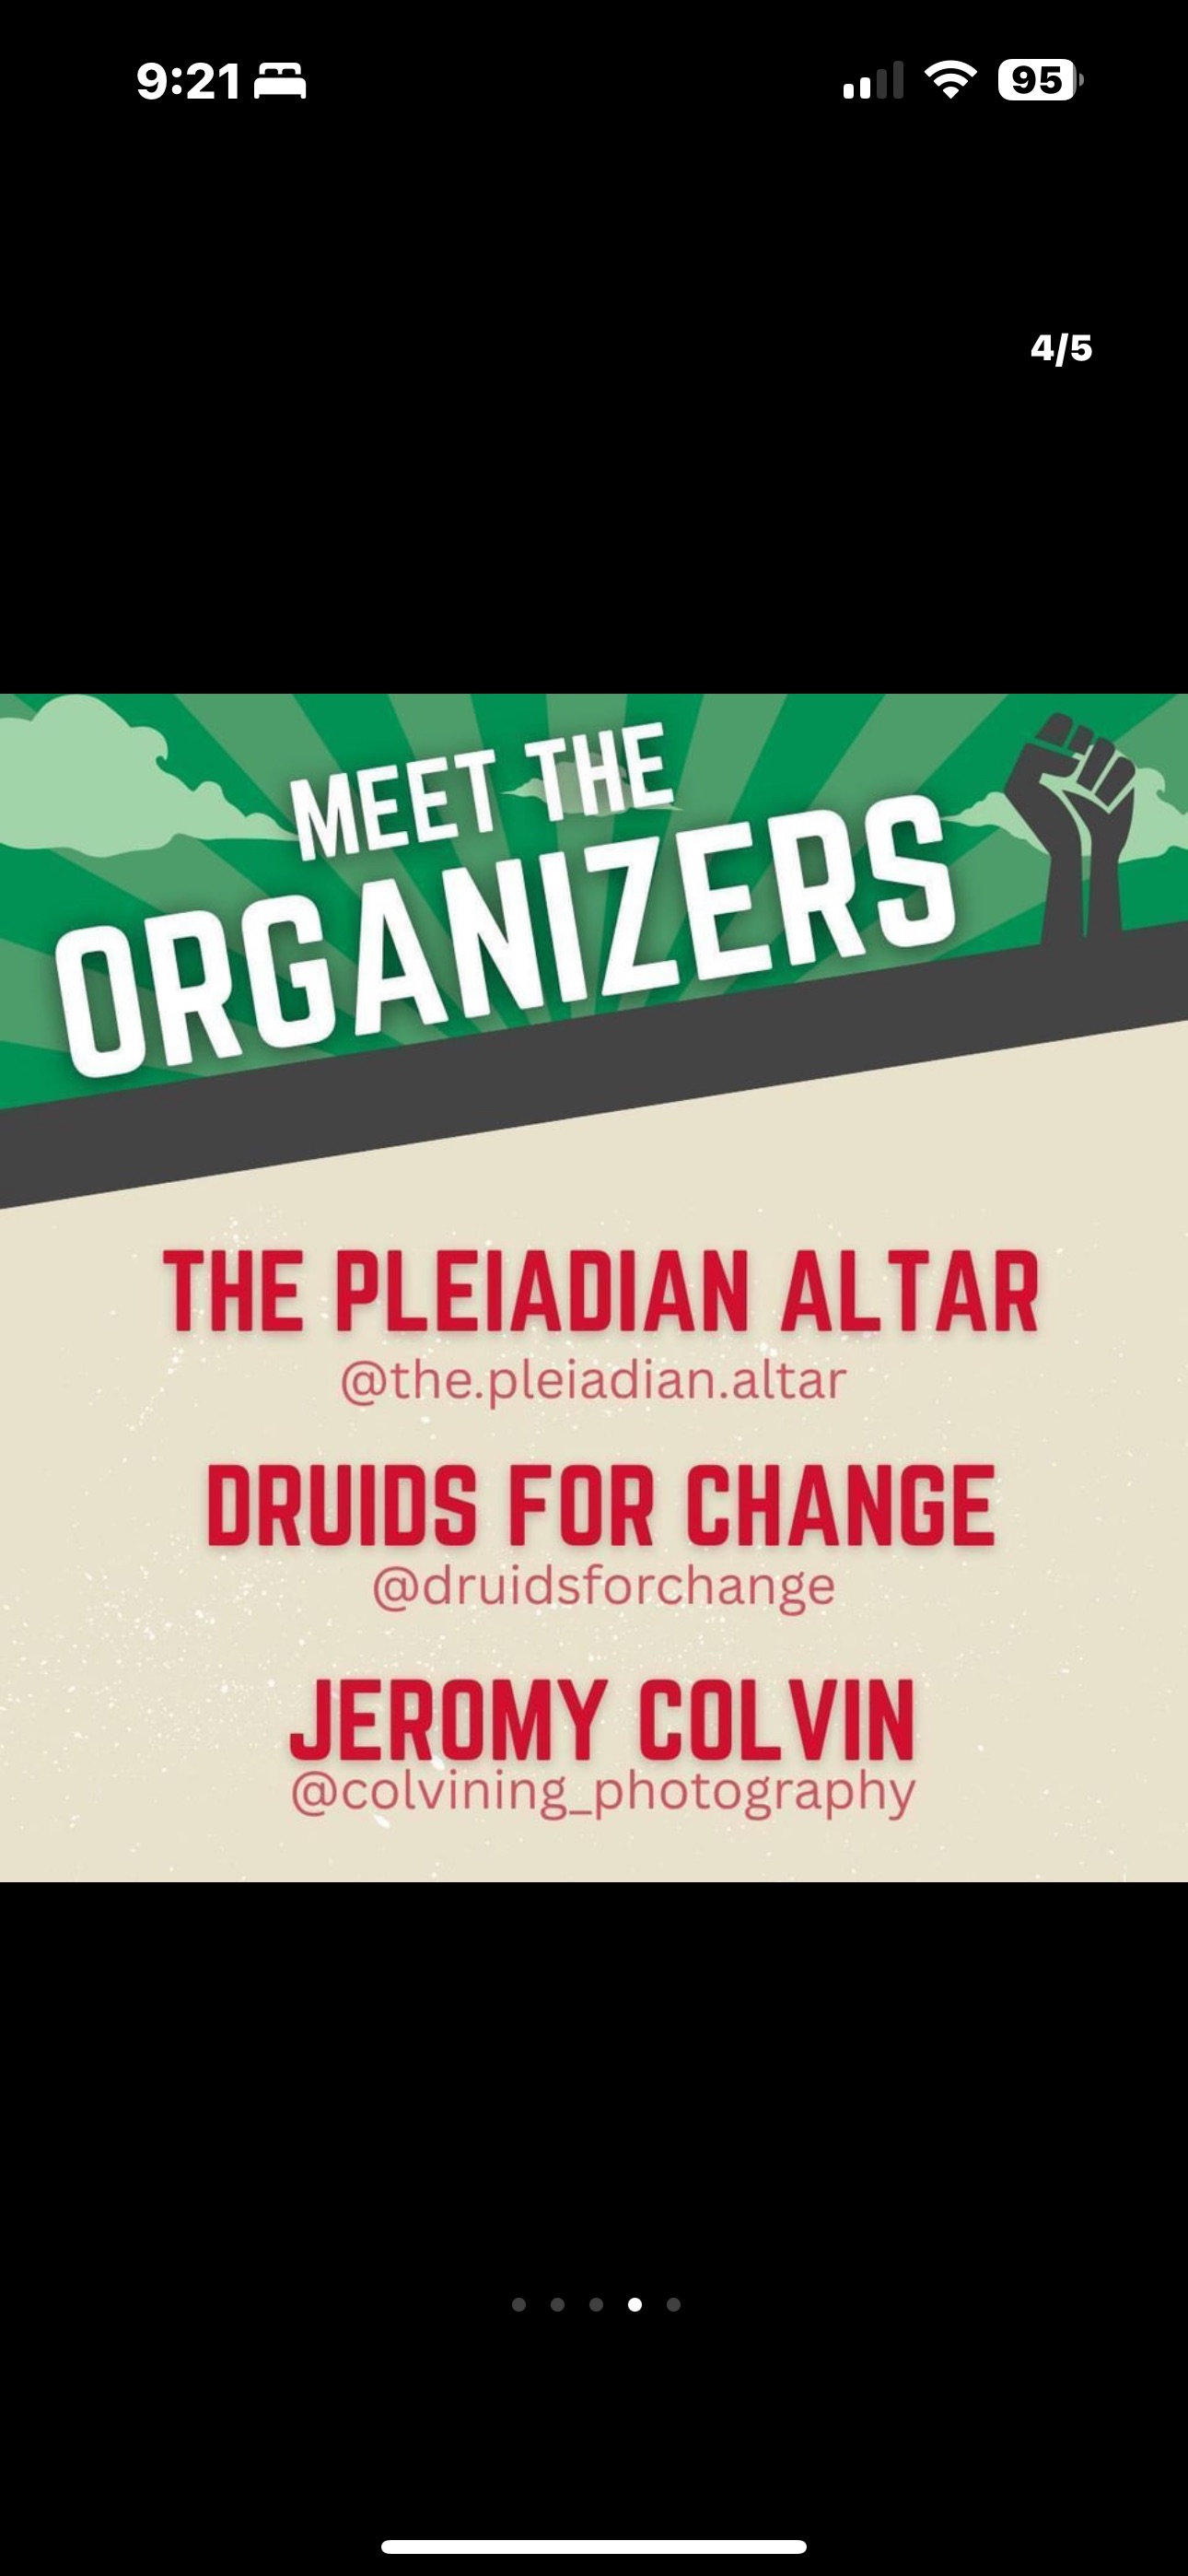 9:21
95
4/5
MEET THE
ORGANIZERS
THE PLEIADIAN ALTAR
@the.pleiadian.altar
DRUIDS FOR CHANGE
@druidsforchange
JEROMY COLVIN
@colvining_photography